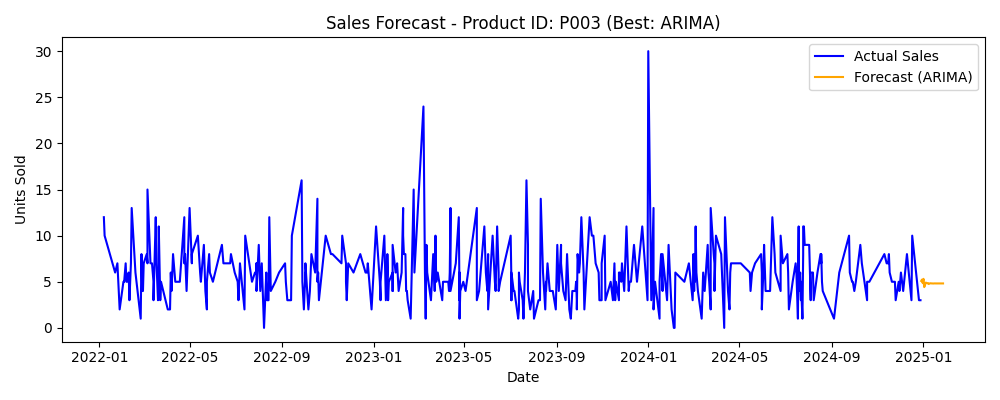 Sales Forecast - Product ID: P003 (Best: ARIMA)
Actual Sales
Forecast (ARIMA)
Units Sold
30
25
20
15
10
5
0
2022-01 2022-05 2022-09 2023-01 2023-05 2023-09 2024-01 2024-05 2024-09 2025-01
Date